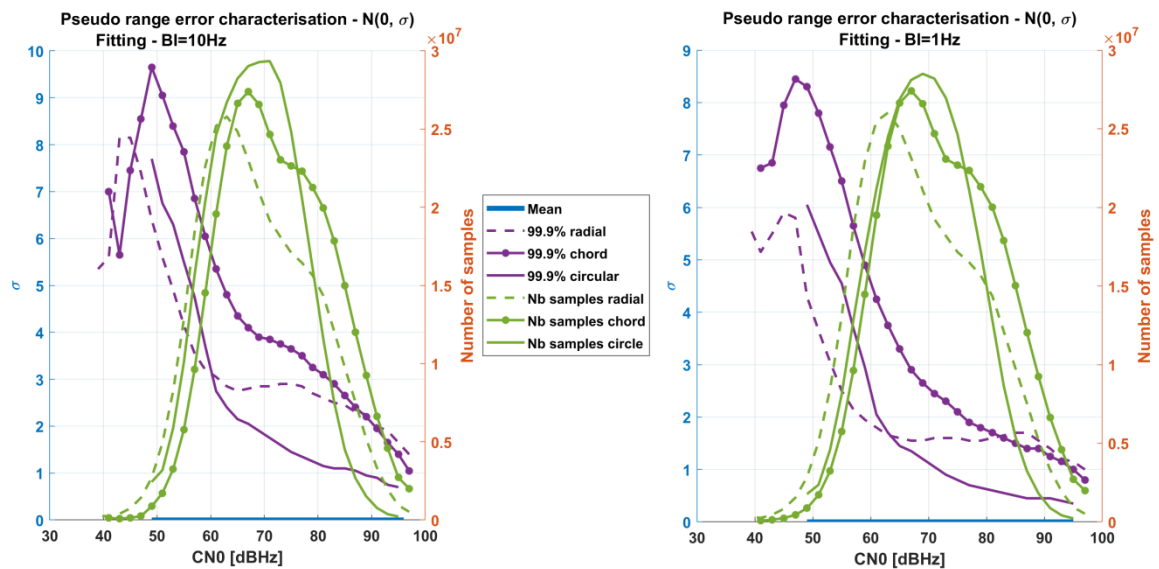 Pseudo range error characterisation - N(0, σ)
Fitting - Bl=10Hz
×10^7
10
9
8
7
6
5
4
3
2
1
0
σ
3
2.5
2
1.5
1
0.5
0
Number of samples
30 40 50 60 70 80 90 100
CN0 [dBHz]
Mean
99.9% radial
99.9% chord
99.9% circular
Nb samples radial
Nb samples chord
Nb samples circle
Pseudo range error characterisation - N(0, σ)
Fitting - Bl=1Hz
×10^7
9
8
7
6
5
4
3
2
1
0
σ
3
2.5
2
1.5
1
0.5
0
Number of samples
30 40 50 60 70 80 90 100
CN0 [dBHz]